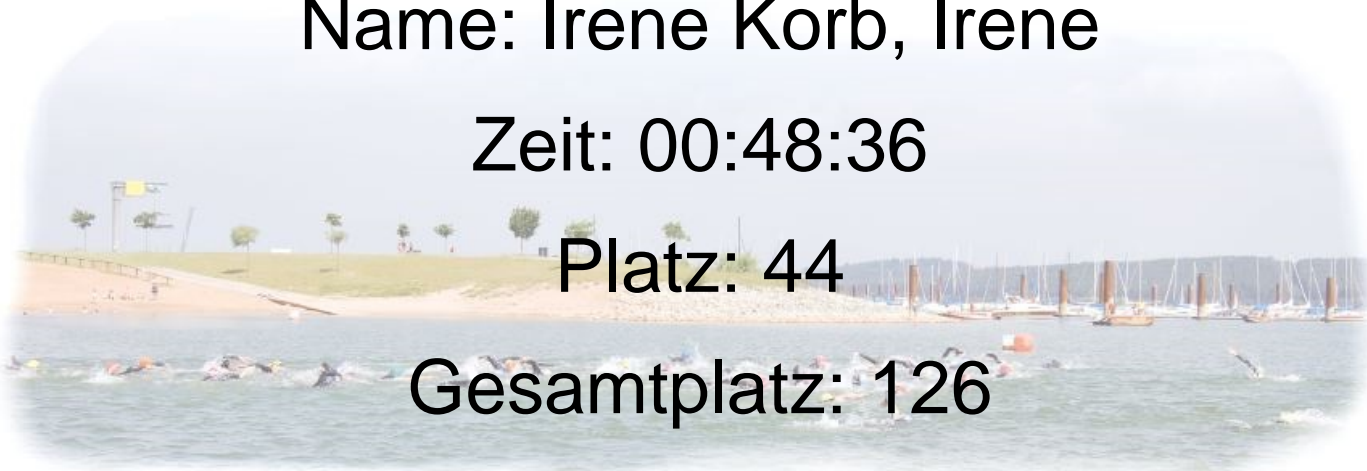 Name: Irene Korb, Irene
Zeit: 00:48:36
Platz: 44
Gesamtplatz: 126